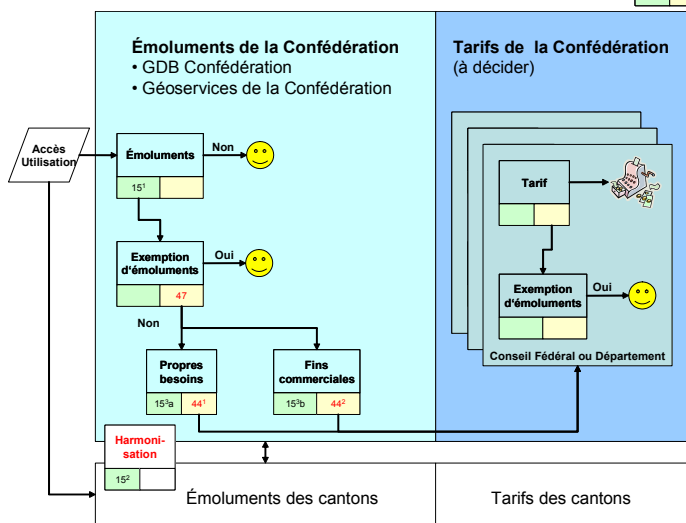 Émoluments de la Confédération
• GDB Confédération
• Géoservices de la Confédération
Tarifs de la Confédération
(à décider)
Accès
Utilisation
Émoluments
Non
15¹
Exemption
d'émoluments
Oui
47
Non
Propres
besoins
15³a
44¹
Fins
commerciales
15³b
44²
Tarif
Exemption
d'émoluments
Oui
Conseil Fédéral ou Département
Harmoni-
sation
15²
Émoluments des cantons
Tarifs des cantons